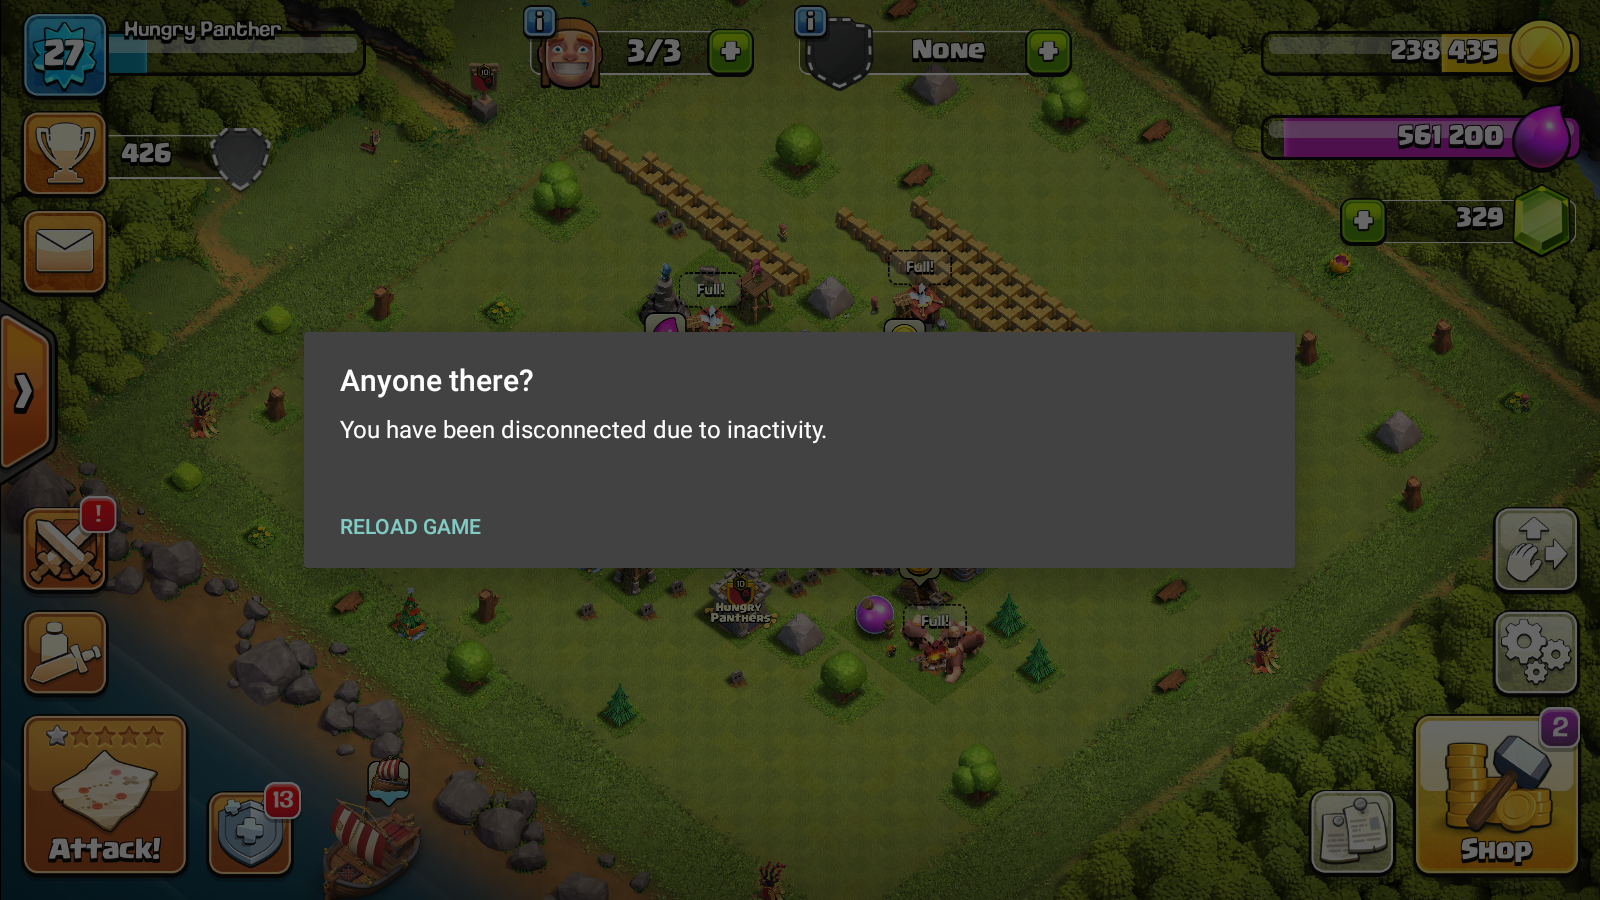 27
Hungry Panther
3/3
None
238 435
426
561 200
329
Full!
Full!
Anyone there?
You have been disconnected due to inactivity.
RELOAD GAME
!
10
Hungry
Panthers
Full!
2
13
Attack!
Shop